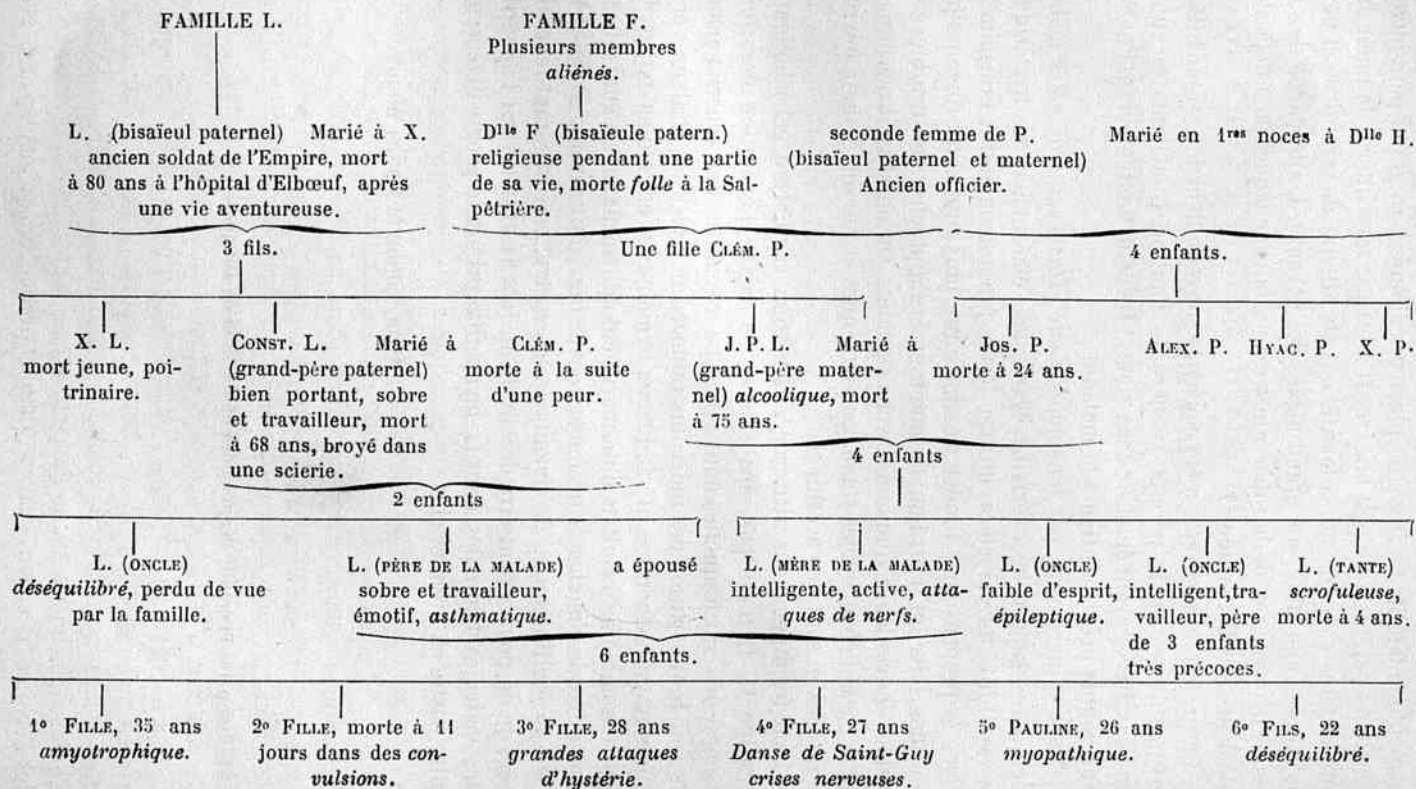 FAMILLE L.
FAMILLE F.
Plusieurs membres
aliénés.
L. (bisaïeul paternel) Marié à X.
ancien soldat de l'Empire, mort
à 80 ans à l'hôpital d'Elbœuf, après
une vie aventureuse.
Dlle F (bisaïeule patern.)
religieuse pendant une partie
de sa vie, morte folle à la Sal-
pêtrière.
seconde femme de P.
(bisaïeul paternel et maternel)
Ancien officier.
Marié en 1res noces à Dlle H.
3 fils.
Une fille CLÉM. P.
4 enfants.
X. L.
mort jeune, poi-
trinaire.
CONST. L. Marié à
(grand-père paternel)
bien portant, sobre
et travailleur, mort
à 68 ans, broyé dans
une scierie.
CLÉM. P.
morte à la suite
d'une peur.
J. P. L. Marié à
(grand-père mater-
nel) alcoolique, mort
à 75 ans.
Jos. P.
morte à 24 ans.
ALEX. P.
HYAC. P.
X. P.
2 enfants
4 enfants
L. (ONCLE)
déséquilibré, perdu de vue
par la famille.
L. (PÈRE DE LA MALADE) a épousé
sobre et travailleur,
émotif, asthmatique.
L. (MÈRE DE LA MALADE)
intelligente, active, atta-
ques de nerfs.
L. (ONCLE)
faible d'esprit,
épileptique.
L. (ONCLE)
intelligent, tra-
vailleur, père
de 3 enfants
très précoces.
L. (TANTE)
scrofuleuse,
morte à 4 ans.
6 enfants.
1o FILLE, 35 ans
amyotrophique.
2o FILLE, morte à 11
jours dans des con-
vulsions.
3o FILLE, 28 ans
grandes attaques
d'hystérie.
4o FILLE, 27 ans
Danse de Saint-Guy
crises nerveuses.
5o PAULINE, 26 ans
myopathique.
6o FILS, 22 ans
déséquilibré.